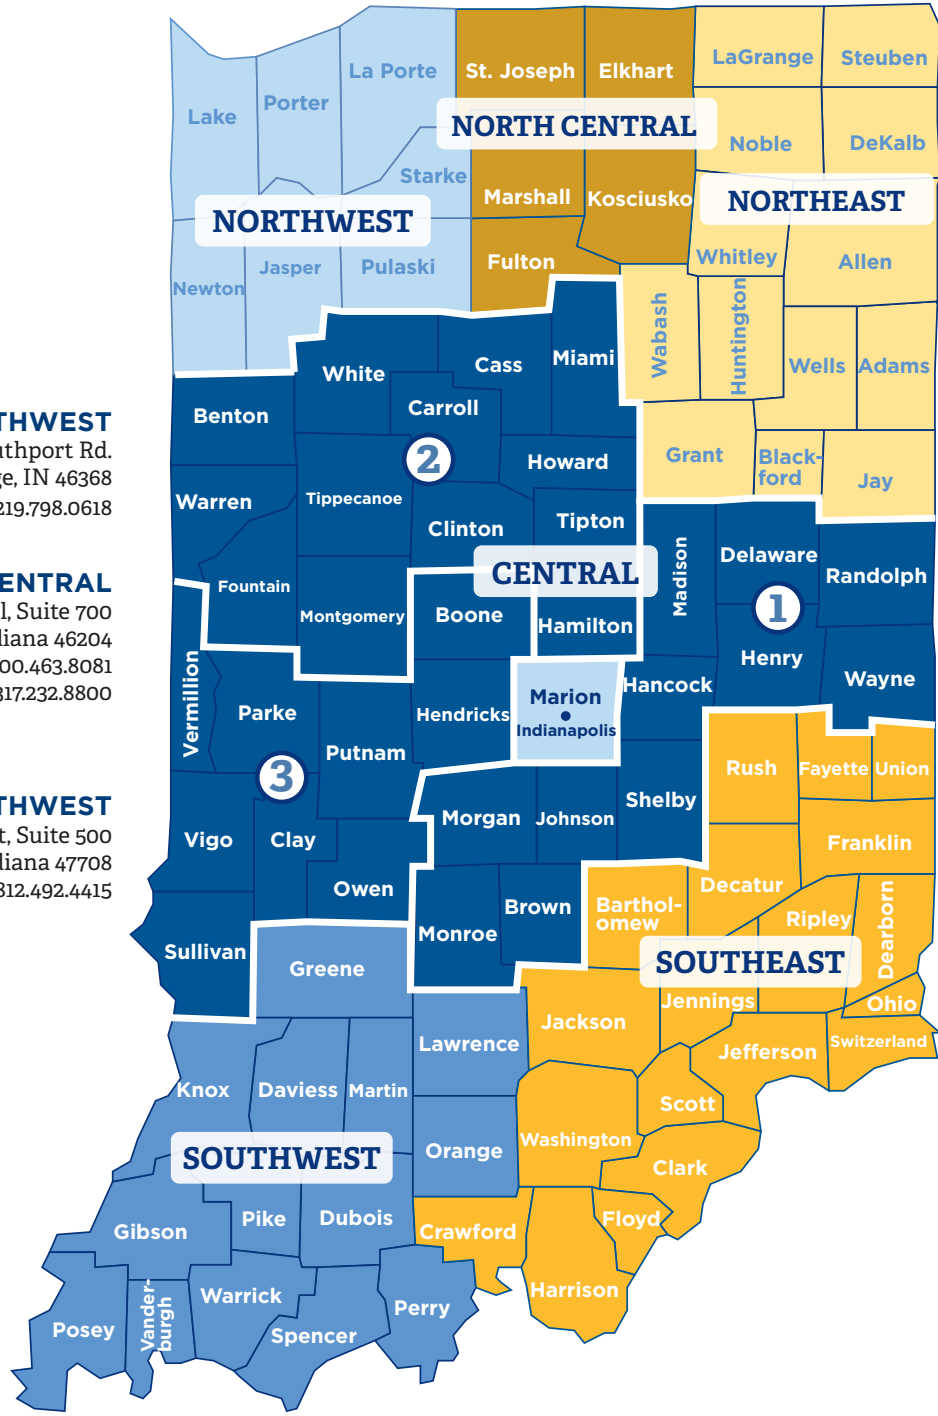 THWEST
uthport Rd.
ge, IN 46368
219.798.0618
ENTRAL
l, Suite 700
diana 46204
00.463.8081
317.232.8800
THWEST
t, Suite 500
diana 47708
812.492.4415
La Porte
St. Joseph
Elkhart
LaGrange
Steuben
Lake
Porter
NORTH CENTRAL
Noble
DeKalb
Starke
Marshall
Kosciusko
NORTHEAST
NORTHWEST
Newton
Jasper
Pulaski
Fulton
Whitley
Allen
Wabash
Huntington
Wells
Adams
White
Cass
Miami
Benton
Carroll
Grant
Black-
ford
Jay
2
Howard
Warren
Tippecanoe
Clinton
Tipton
Madison
Delaware
Randolph
CENTRAL
Fountain
Montgomery
Boone
Hamilton
1
Henry
Wayne
Vermillion
Parke
Putnam
Hendricks
Marion
Indianapolis
Hancock
3
Rush
Fayette
Union
Vigo
Clay
Morgan
Johnson
Shelby
Franklin
Owen
Monroe
Brown
Barthol-
omew
Decatur
Ripley
Dearborn
Sullivan
Greene
SOUTHEAST
Jackson
Jennings
Ohio
Lawrence
Jefferson
Switzerland
Knox
Daviess
Martin
Scott
SOUTHWEST
Orange
Washington
Clark
Gibson
Pike
Dubois
Crawford
Floyd
Harrison
Posey
Vander-
burgh
Warrick
Spencer
Perry